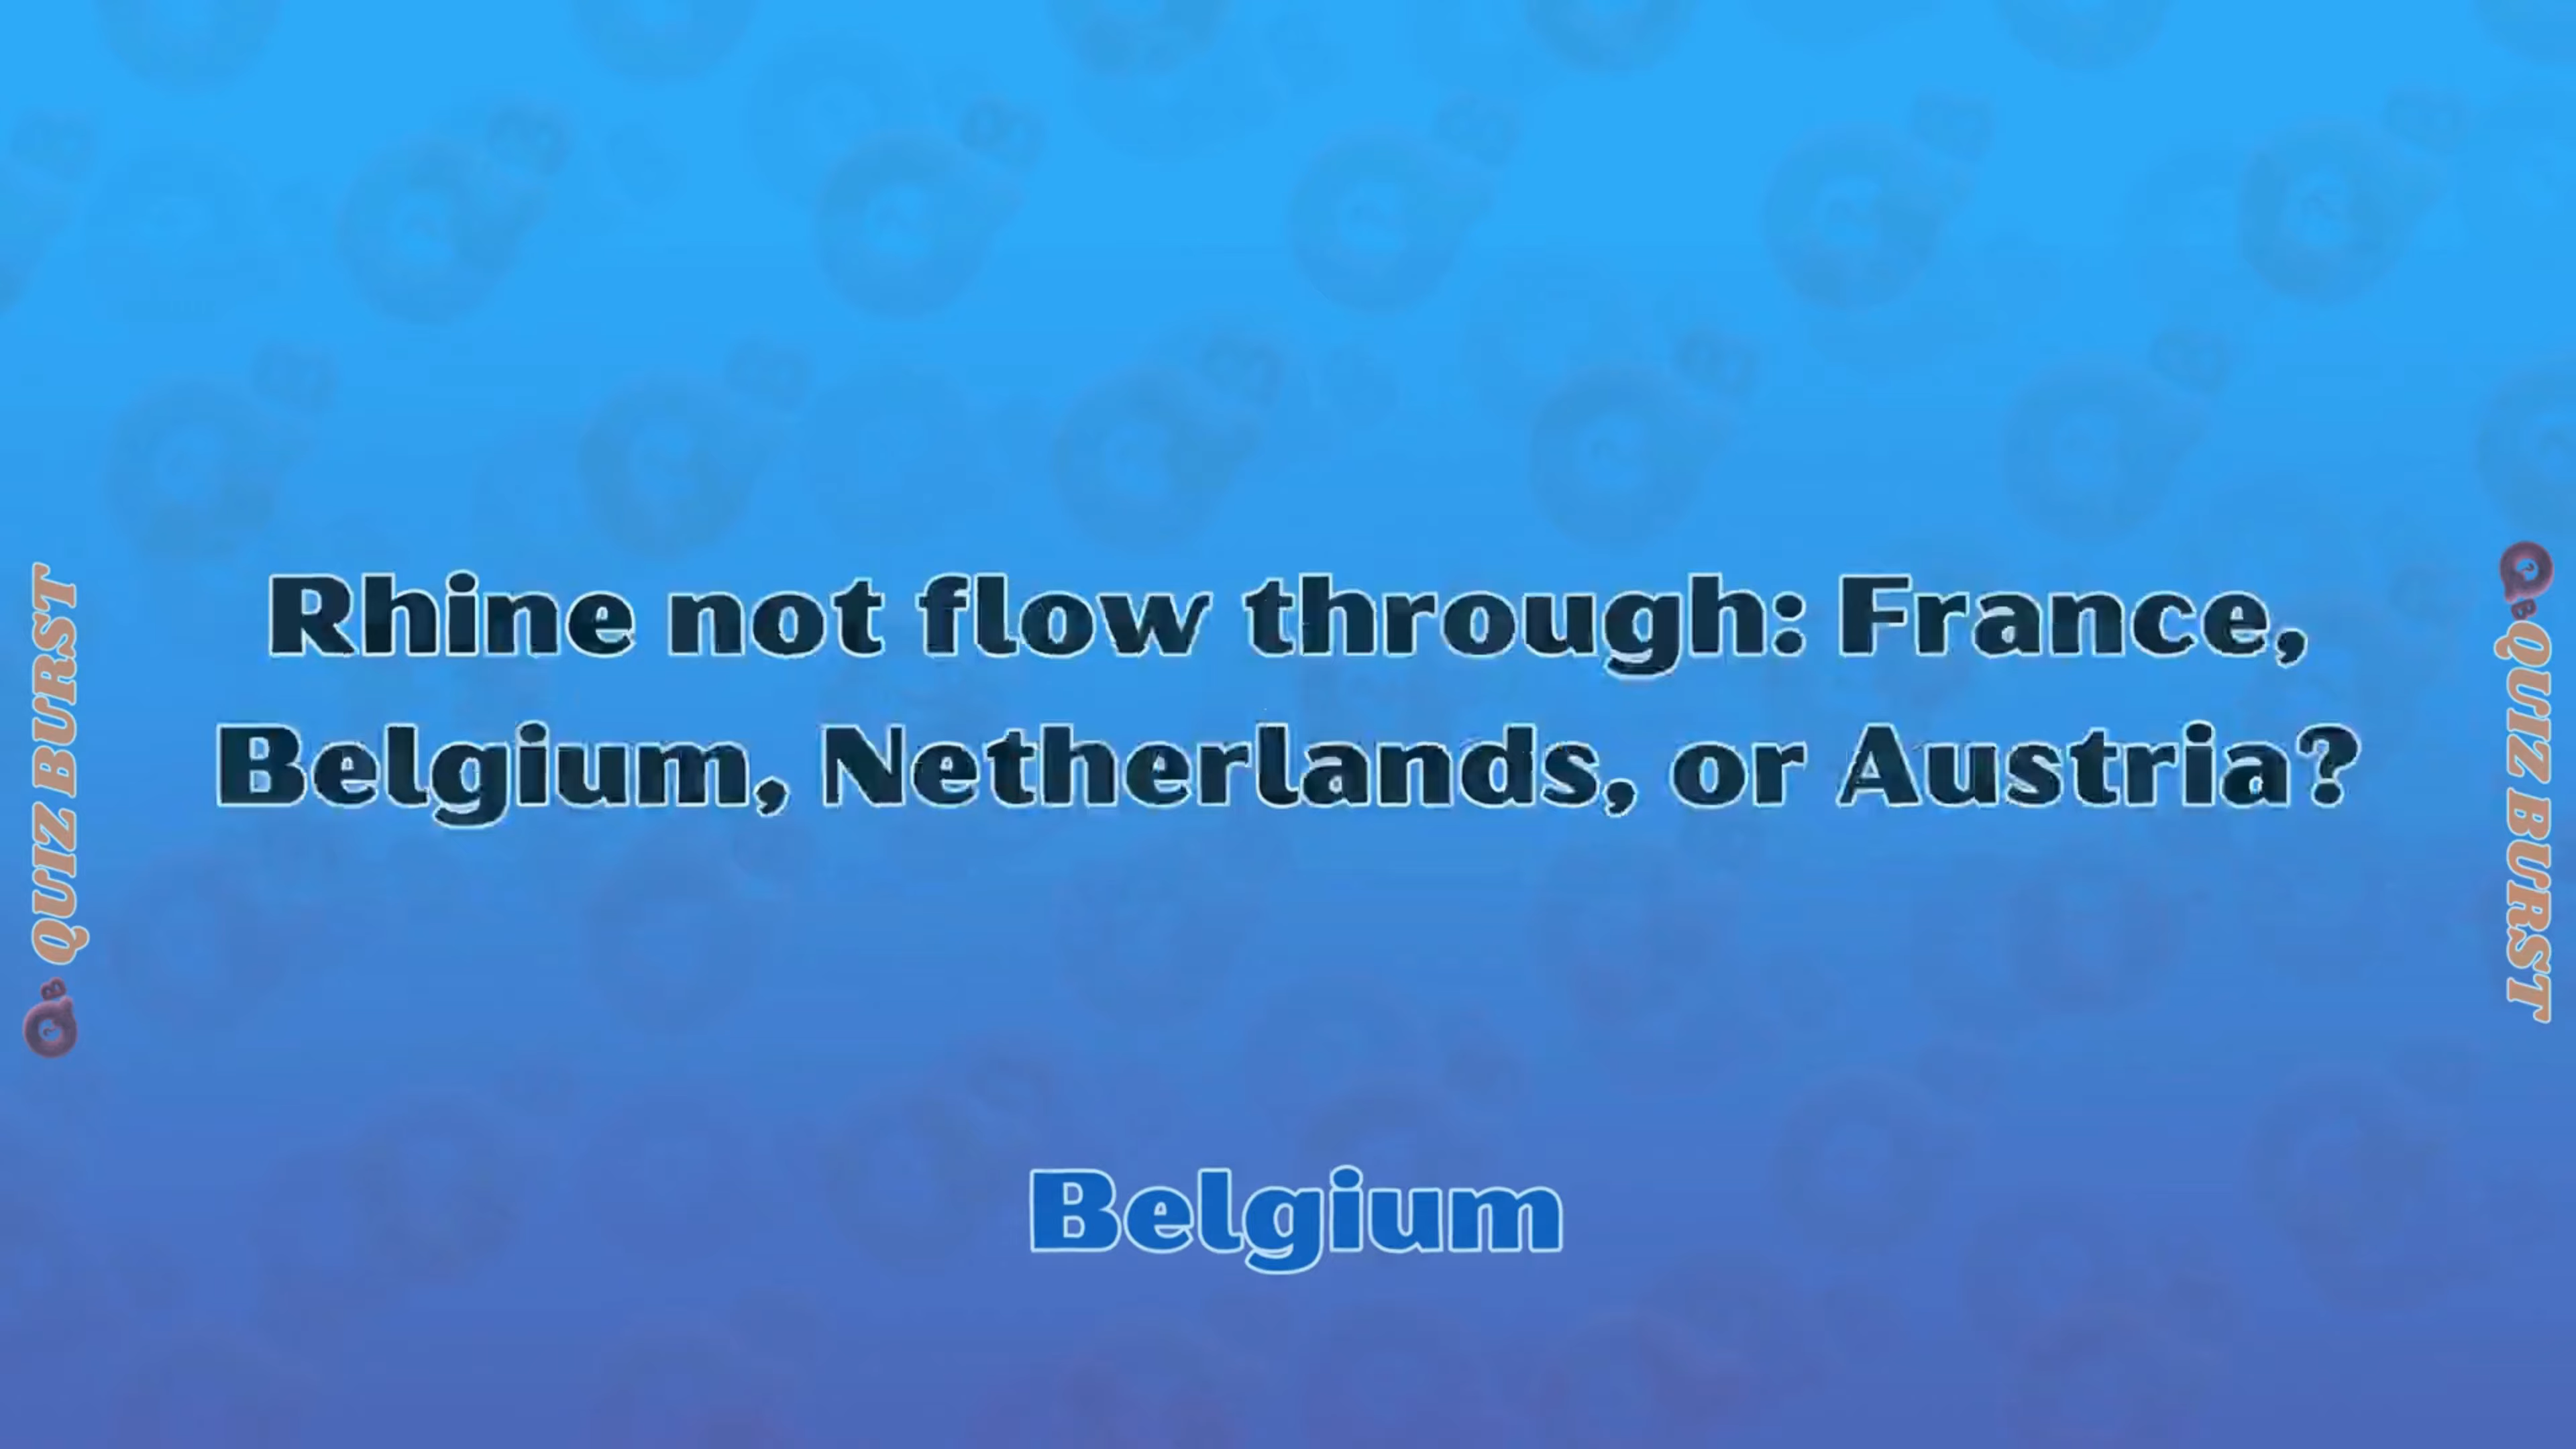 Rhine not flow through: France,
Belgium, Netherlands, or Austria?
Belgium
QUIZ BURST
QUIZ BURST